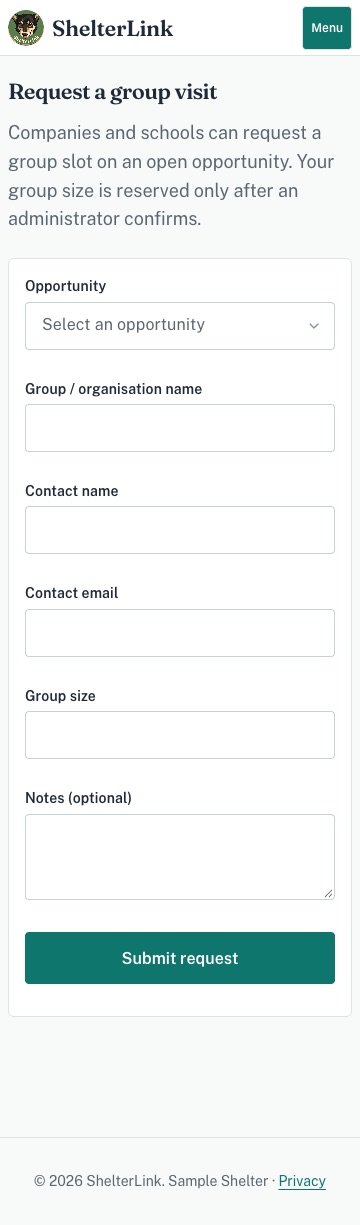 ShelterLink
Menu
Request a group visit
Companies and schools can request a
group slot on an open opportunity. Your
group size is reserved only after an
administrator confirms.
Opportunity
Select an opportunity
Group / organisation name
Contact name
Contact email
Group size
Notes (optional)
Submit request
© 2026 ShelterLink. Sample Shelter · Privacy